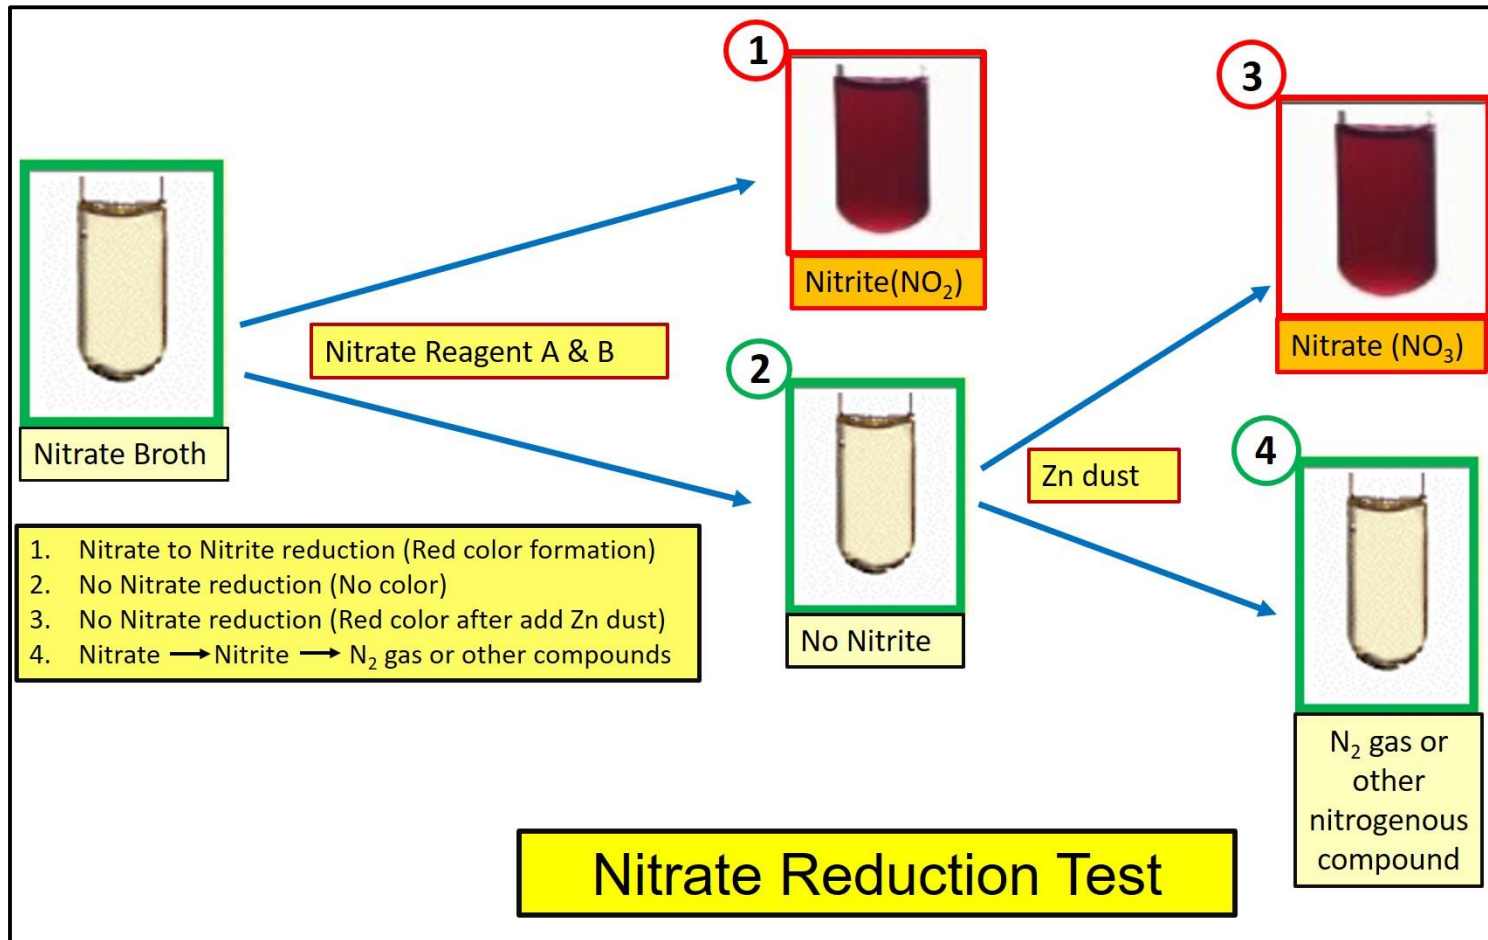 1
3
Nitrite(NO₂)
Nitrate Reagent A & B
Nitrate (NO₃)
2
Nitrate Broth
4
Zn dust
1. Nitrate to Nitrite reduction (Red color formation)
2. No Nitrate reduction (No color)
3. No Nitrate reduction (Red color after add Zn dust)
4. Nitrate → Nitrite → N₂ gas or other compounds
No Nitrite
N₂ gas or
other
nitrogenous
compound
Nitrate Reduction Test